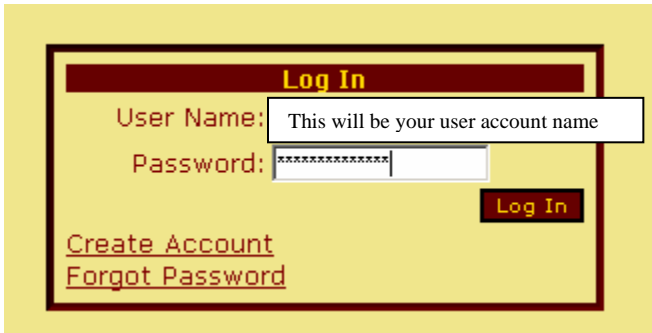 Log In
User Name: This will be your user account name
Password: **************
Log In
Create Account
Forgot Password